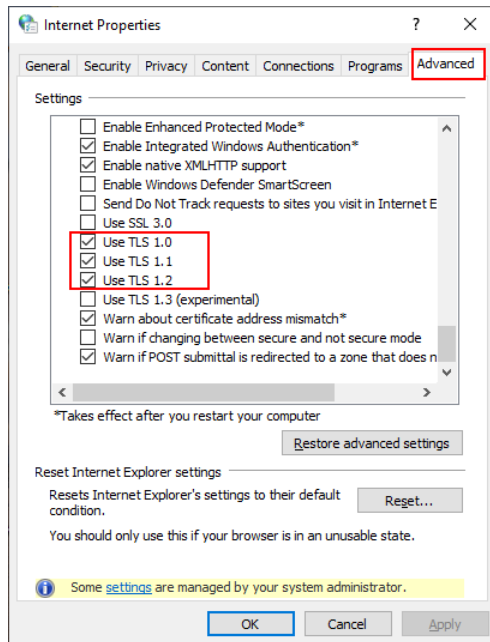 Internet Properties
General Security Privacy Content Connections Programs Advanced
Settings
Enable Enhanced Protected Mode*
Enable Integrated Windows Authentication*
Enable native XMLHTTP support
Enable Windows Defender SmartScreen
Send Do Not Track requests to sites you visit in Internet E
Use SSL 3.0
Use TLS 1.0
Use TLS 1.1
Use TLS 1.2
Use TLS 1.3 (experimental)
Warn about certificate address mismatch*
Warn if changing between secure and not secure mode
Warn if POST submittal is redirected to a zone that does n
*Takes effect after you restart your computer
Restore advanced settings
Reset Internet Explorer settings
Resets Internet Explorer's settings to their default
condition.
Reset...
You should only use this if your browser is in an unusable state.
Some settings are managed by your system administrator.
OK Cancel Apply